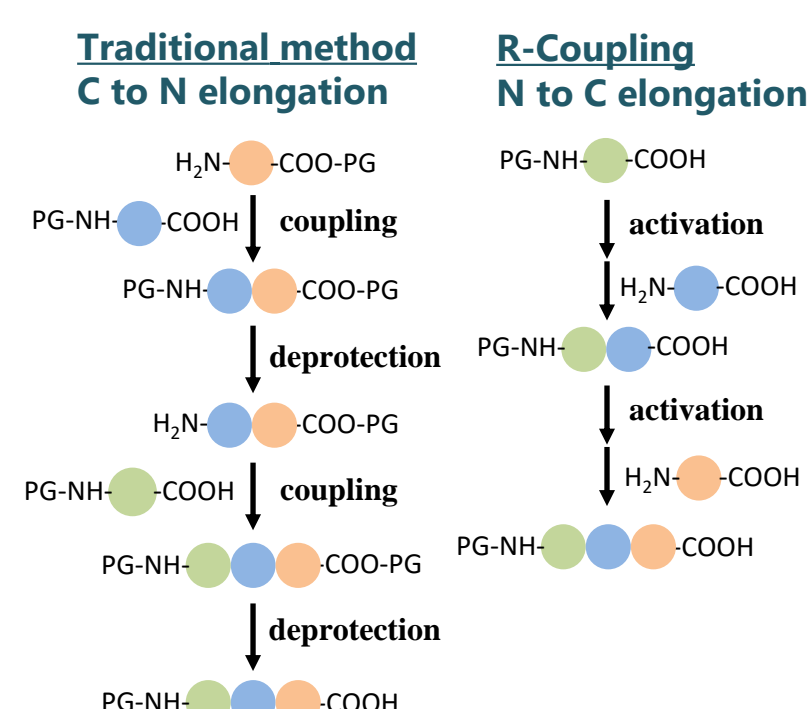 Traditional method
C to N elongation
H₂N- -COO-PG
PG-NH- -COOH
coupling
PG-NH- -COO-PG
deprotection
H₂N- -COO-PG
PG-NH- -COOH
coupling
PG-NH- -COO-PG
deprotection
PG-NH- -COOH
R-Coupling
N to C elongation
PG-NH- -COOH
activation
H₂N- -COOH
PG-NH- -COOH
activation
H₂N- -COOH
PG-NH- -COOH